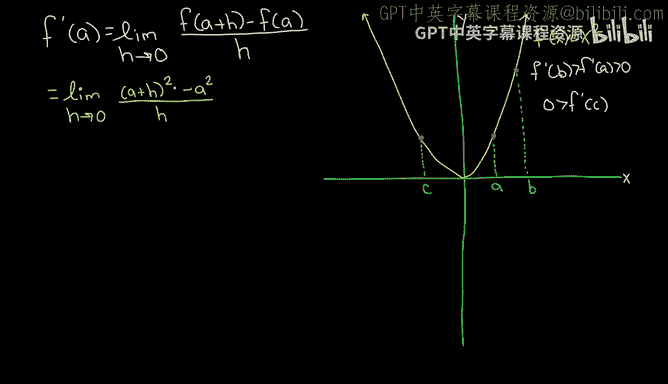 GPT中英字幕课程资源@bilibili.com
GPT中英字幕课程资源 bilibili
f'(a) = lim h→0 f(a+h) - f(a) / h
= lim h→0 (a+h)² - a² / h
f'(b) > f'(a) > 0
0 > f'(c)
c a b x